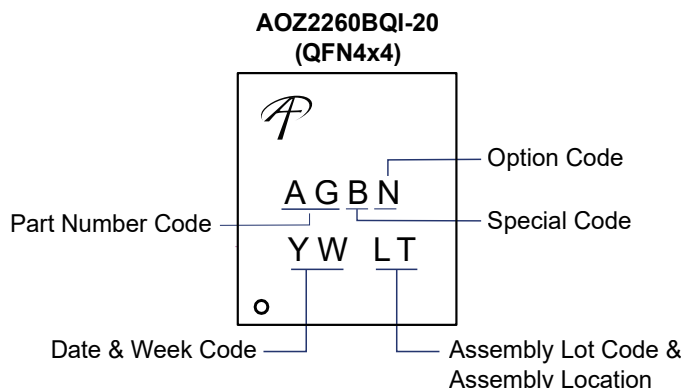 AOZ2260BQI-20
(QFN4x4)
Option Code
A G B N
Part Number Code
Special Code
Y W L T
Date & Week Code
Assembly Lot Code &
Assembly Location